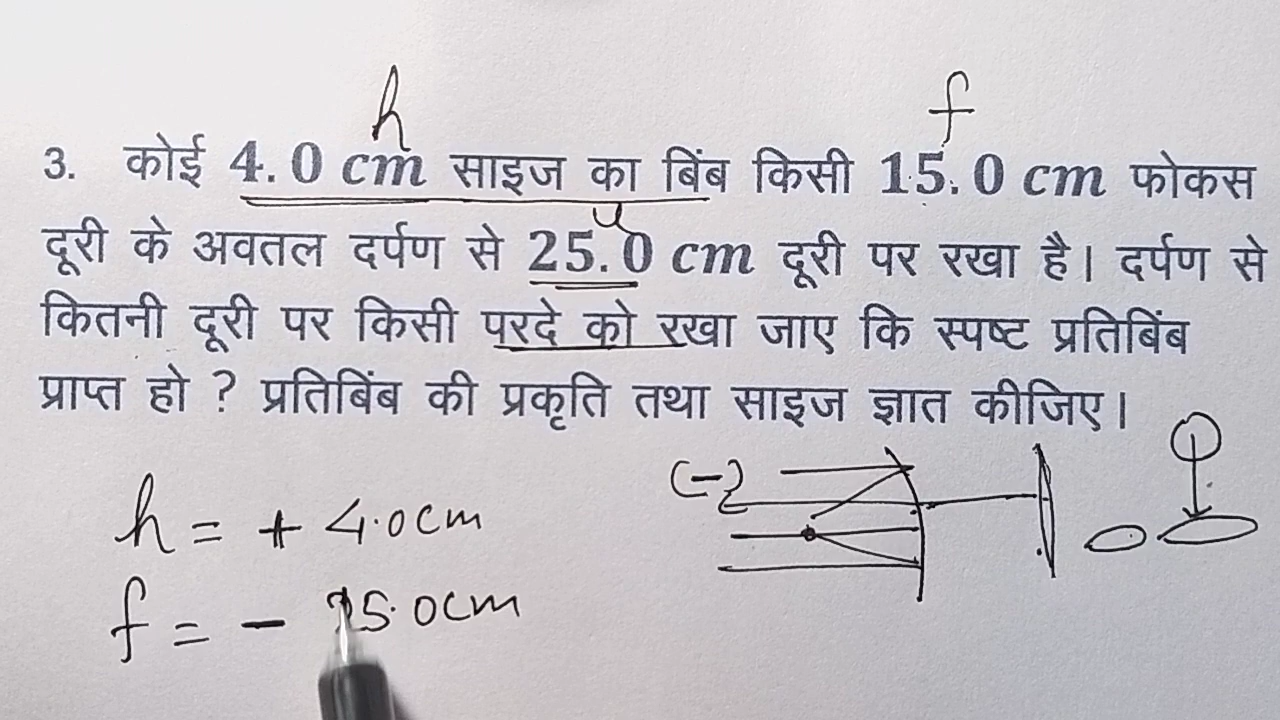 h f
3. कोई 4.0 cm साइज का बिंब किसी 15.0 cm फोकस
u
दूरी के अवतल दर्पण से 25.0 cm दूरी पर रखा है। दर्पण से
कितनी दूरी पर किसी परदे को रखा जाए कि स्पष्ट प्रतिबिंब
प्राप्त हो ? प्रतिबिंब की प्रकृति तथा साइज ज्ञात कीजिए।
(-)
h = + 4.0cm
f = - 5.0cm